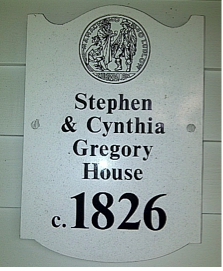 Stephen
& Cynthia
Gregory
House
c. 1826